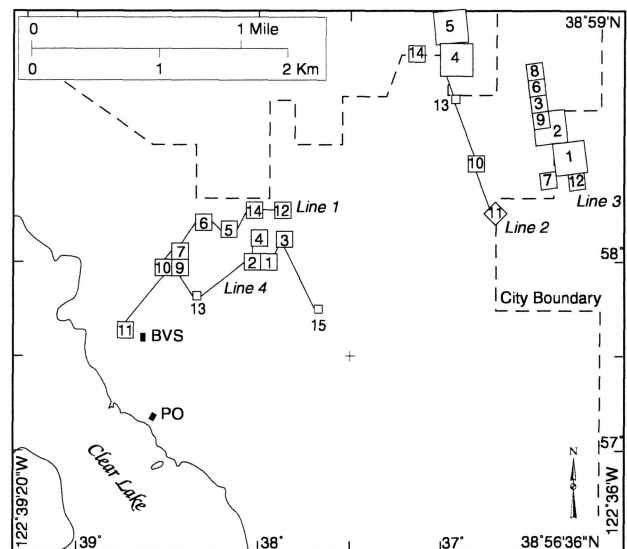 0 1 Mile
0 1 2 Km
38°59'N
5
4
14
13
8
6
3
9
2
1
7
12
Line 3
10
11
Line 2
14
12
Line 1
6
5
4
3
7
10
9
2
1
Line 4
13
15
11
BVS
PO
58
City Boundary
57
Clear Lake
N
122°39'20"W
39°
38'
37'
38°56'36"N
122°36'W